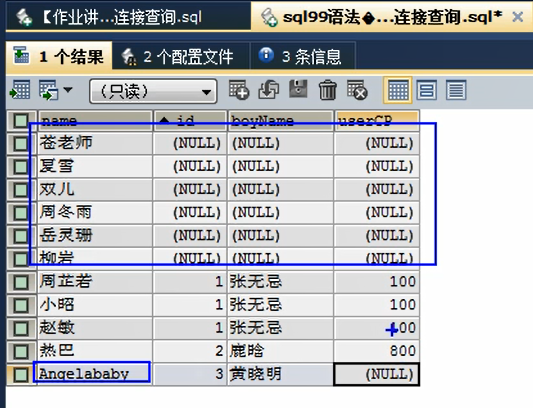 【作业讲...连接查询.sql
sql99语法�...连接查询.sql*
1 个结果 2 个配置文件 3 条信息
(只读)
name id boyName userCP
苍老师 (NULL) (NULL) (NULL)
夏雪 (NULL) (NULL) (NULL)
双儿 (NULL) (NULL) (NULL)
周冬雨 (NULL) (NULL) (NULL)
岳灵珊 (NULL) (NULL) (NULL)
柳岩 (NULL) (NULL) (NULL)
周芷若 1 张无忌 100
小昭 1 张无忌 100
赵敏 1 张无忌 00
热巴 2 鹿晗 800
Angelababy 3 黄晓明 (NULL)